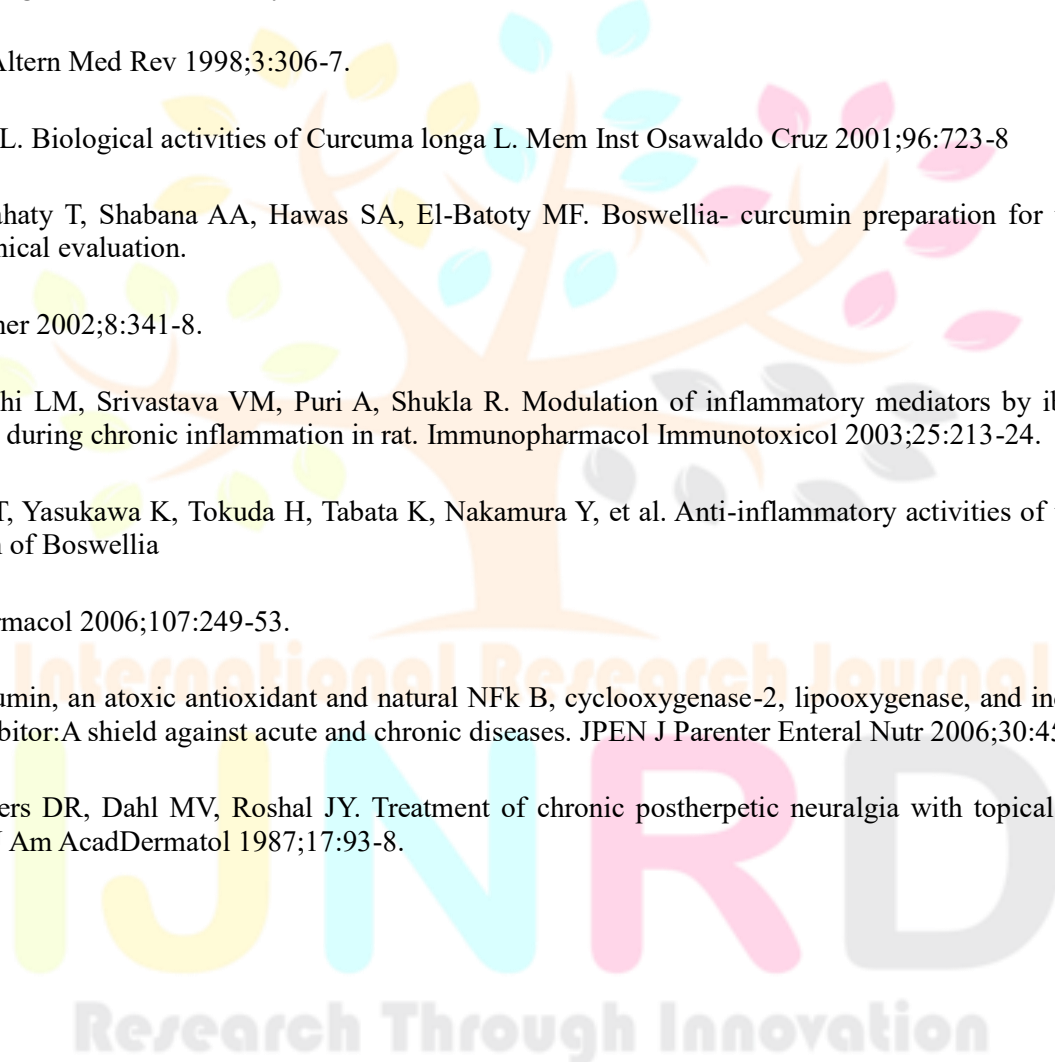 Altern Med Rev 1998;3:306-7.
L. Biological activities of Curcuma longa L. Mem Inst Osawaldo Cruz 2001;96:723-8
ahaty T, Shabana AA, Hawas SA, El-Batoty MF. Boswellia- curcumin preparation for
nical evaluation.
her 2002;8:341-8.
hi LM, Srivastava VM, Puri A, Shukla R. Modulation of inflammatory mediators by ib
during chronic inflammation in rat. Immunopharmacol Immunotoxicol 2003;25:213-24.
T, Yasukawa K, Tokuda H, Tabata K, Nakamura Y, et al. Anti-inflammatory activities of
n of Boswellia
rmacol 2006;107:249-53.
International Research Journal
umin, an atoxic antioxidant and natural NFk B, cyclooxygenase-2, lipooxygenase, and in
bitor:A shield against acute and chronic diseases. JPEN J Parenter Enteral Nutr 2006;30:45
ers DR, Dahl MV, Roshal JY. Treatment of chronic postherpetic neuralgia with topical
J Am AcadDermatol 1987;17:93-8.
IJNRD
Research Through Innovation